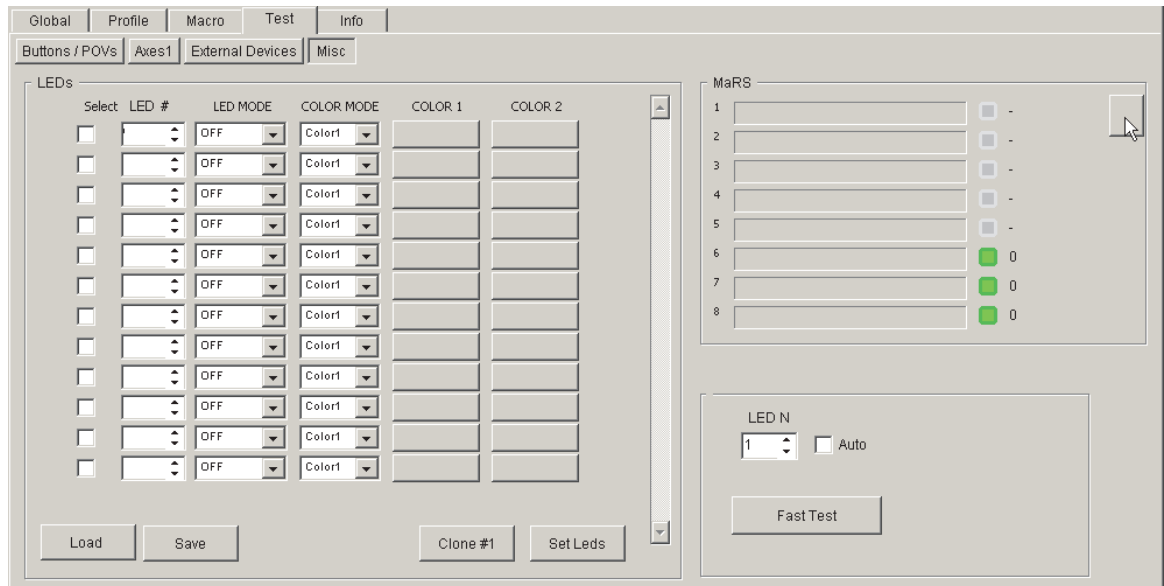 Global Profile Macro Test Info
Buttons / POVs Axes1 External Devices Misc
LEDs
Select LED # LED MODE COLOR MODE COLOR 1 COLOR 2
OFF Color1
OFF Color1
OFF Color1
OFF Color1
OFF Color1
OFF Color1
OFF Color1
OFF Color1
OFF Color1
OFF Color1
OFF Color1
OFF Color1
Load Save Clone #1 Set Leds
MaRS
1 -
2 -
3 -
4 -
5 -
6 0
7 0
8 0
LED N
1 Auto
Fast Test